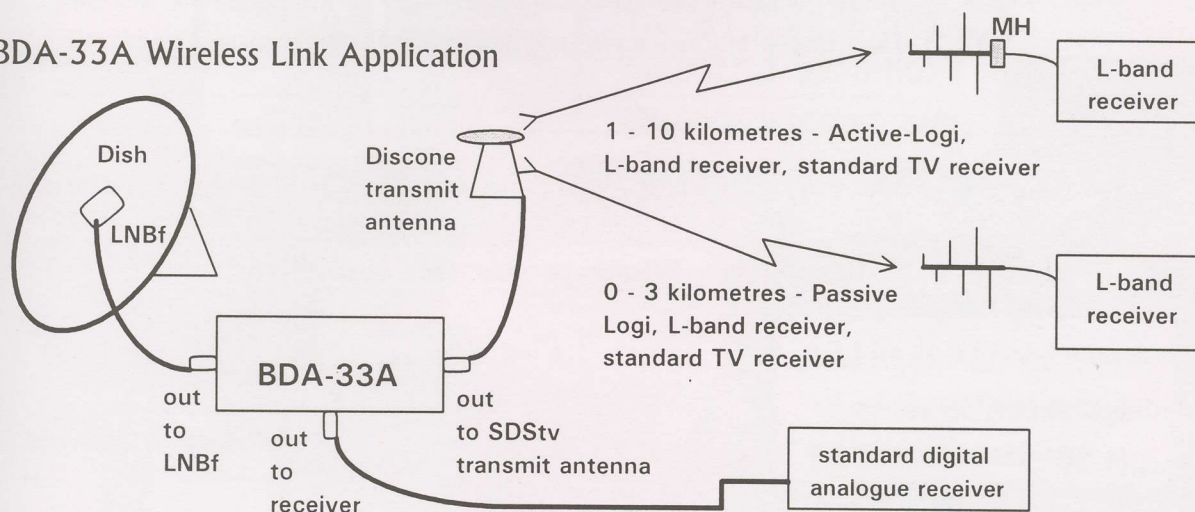 BDA-33A Wireless Link Application
MH
L-band
receiver
Dish
LNBf
Discone
transmit
antenna
1 - 10 kilometres - Active-Logi,
L-band receiver, standard TV receiver
0 - 3 kilometres - Passive
Logi, L-band receiver,
standard TV receiver
L-band
receiver
BDA-33A
out
to
LNBf
out
to
receiver
out
to SDStv
transmit antenna
standard digital
analogue receiver